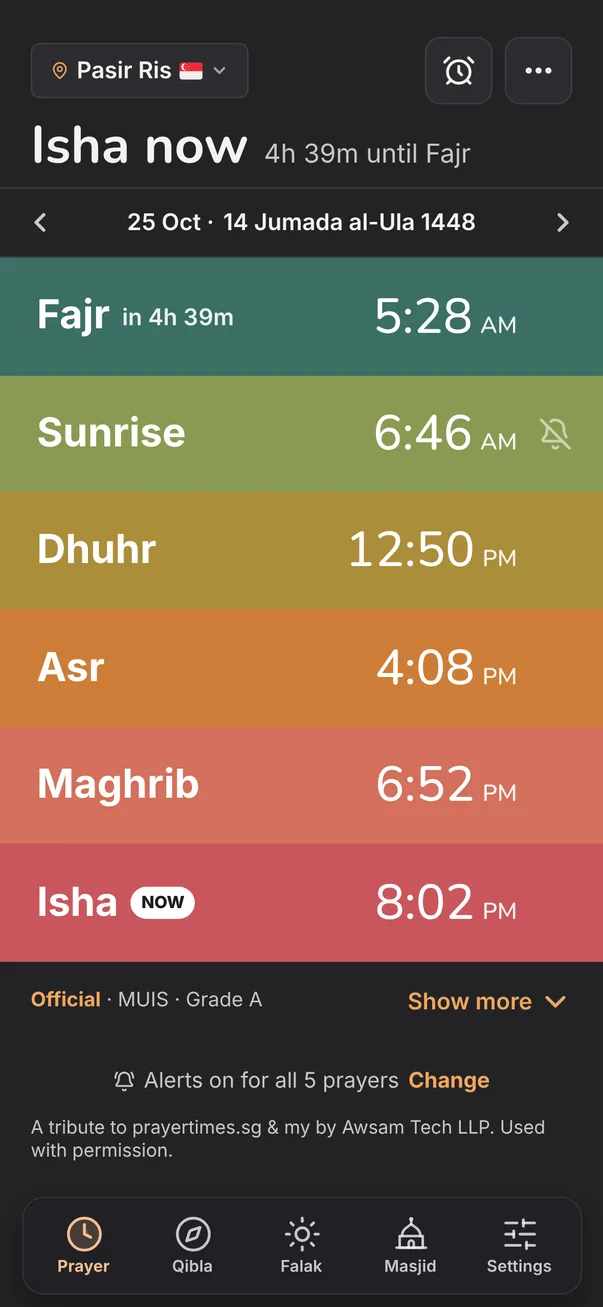 Pasir Ris 🇸🇬
Isha now 4h 39m until Fajr
25 Oct · 14 Jumada al-Ula 1448
Fajr in 4h 39m 5:28 AM
Sunrise 6:46 AM
Dhuhr 12:50 PM
Asr 4:08 PM
Maghrib 6:52 PM
Isha NOW 8:02 PM
Official · MUIS · Grade A Show more
Alerts on for all 5 prayers Change
A tribute to prayertimes.sg & my by Awsam Tech LLP. Used
with permission.
Prayer Qibla Falak Masjid Settings